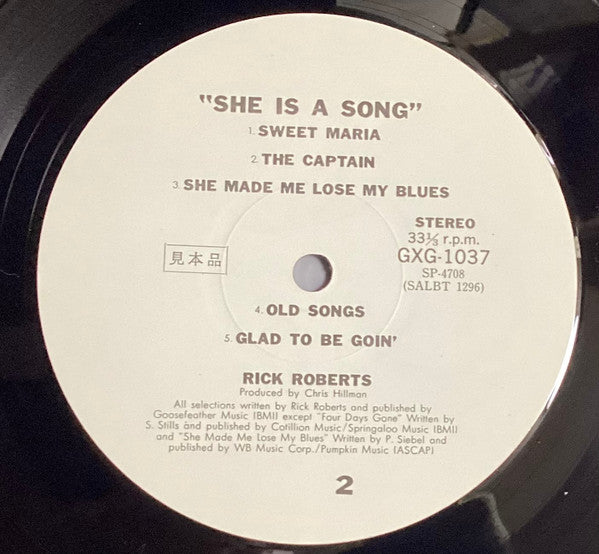 "SHE IS A SONG"
1. SWEET MARIA
2. THE CAPTAIN
3. SHE MADE ME LOSE MY BLUES
STEREO
33⅓ r.p.m.
GXG-1037
SP-4708
(SALBT 1296)
見本品
4. OLD SONGS
5. GLAD TO BE GOIN'
RICK ROBERTS
Produced by Chris Hillman
All selections written by Rick Roberts and published by
Goosefeather Music (BMI) except "Four Days Gone" Written by
S. Stills and published by Cotillion Music/Springaloo Music (BMI)
and "She Made Me Lose My Blues" Written by P. Siebel and
published by WB Music Corp./Pumpkin Music (ASCAP)
2